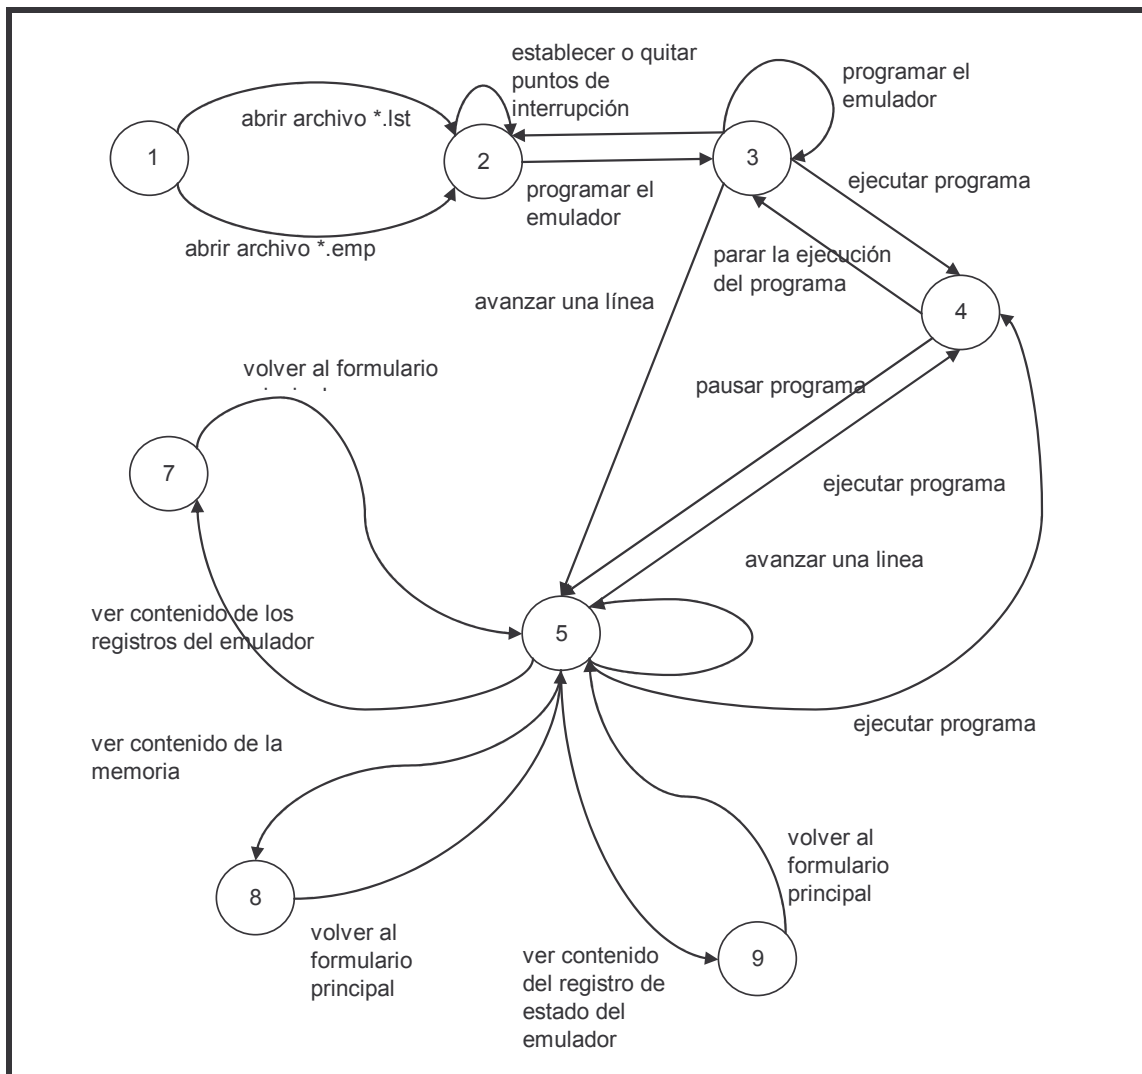 establecer o quitar
puntos de
interrupción
programar el
emulador
abrir archivo *.lst
1
2
3
programar el
emulador
ejecutar programa
abrir archivo *.emp
parar la ejecución
del programa
avanzar una línea
4
volver al formulario
pausar programa
7
ejecutar programa
avanzar una linea
ver contenido de los
registros del emulador
5
ejecutar programa
ver contenido de la
memoria
volver al
formulario
principal
8
volver al
formulario
principal
ver contenido
del registro de
estado del
emulador
9